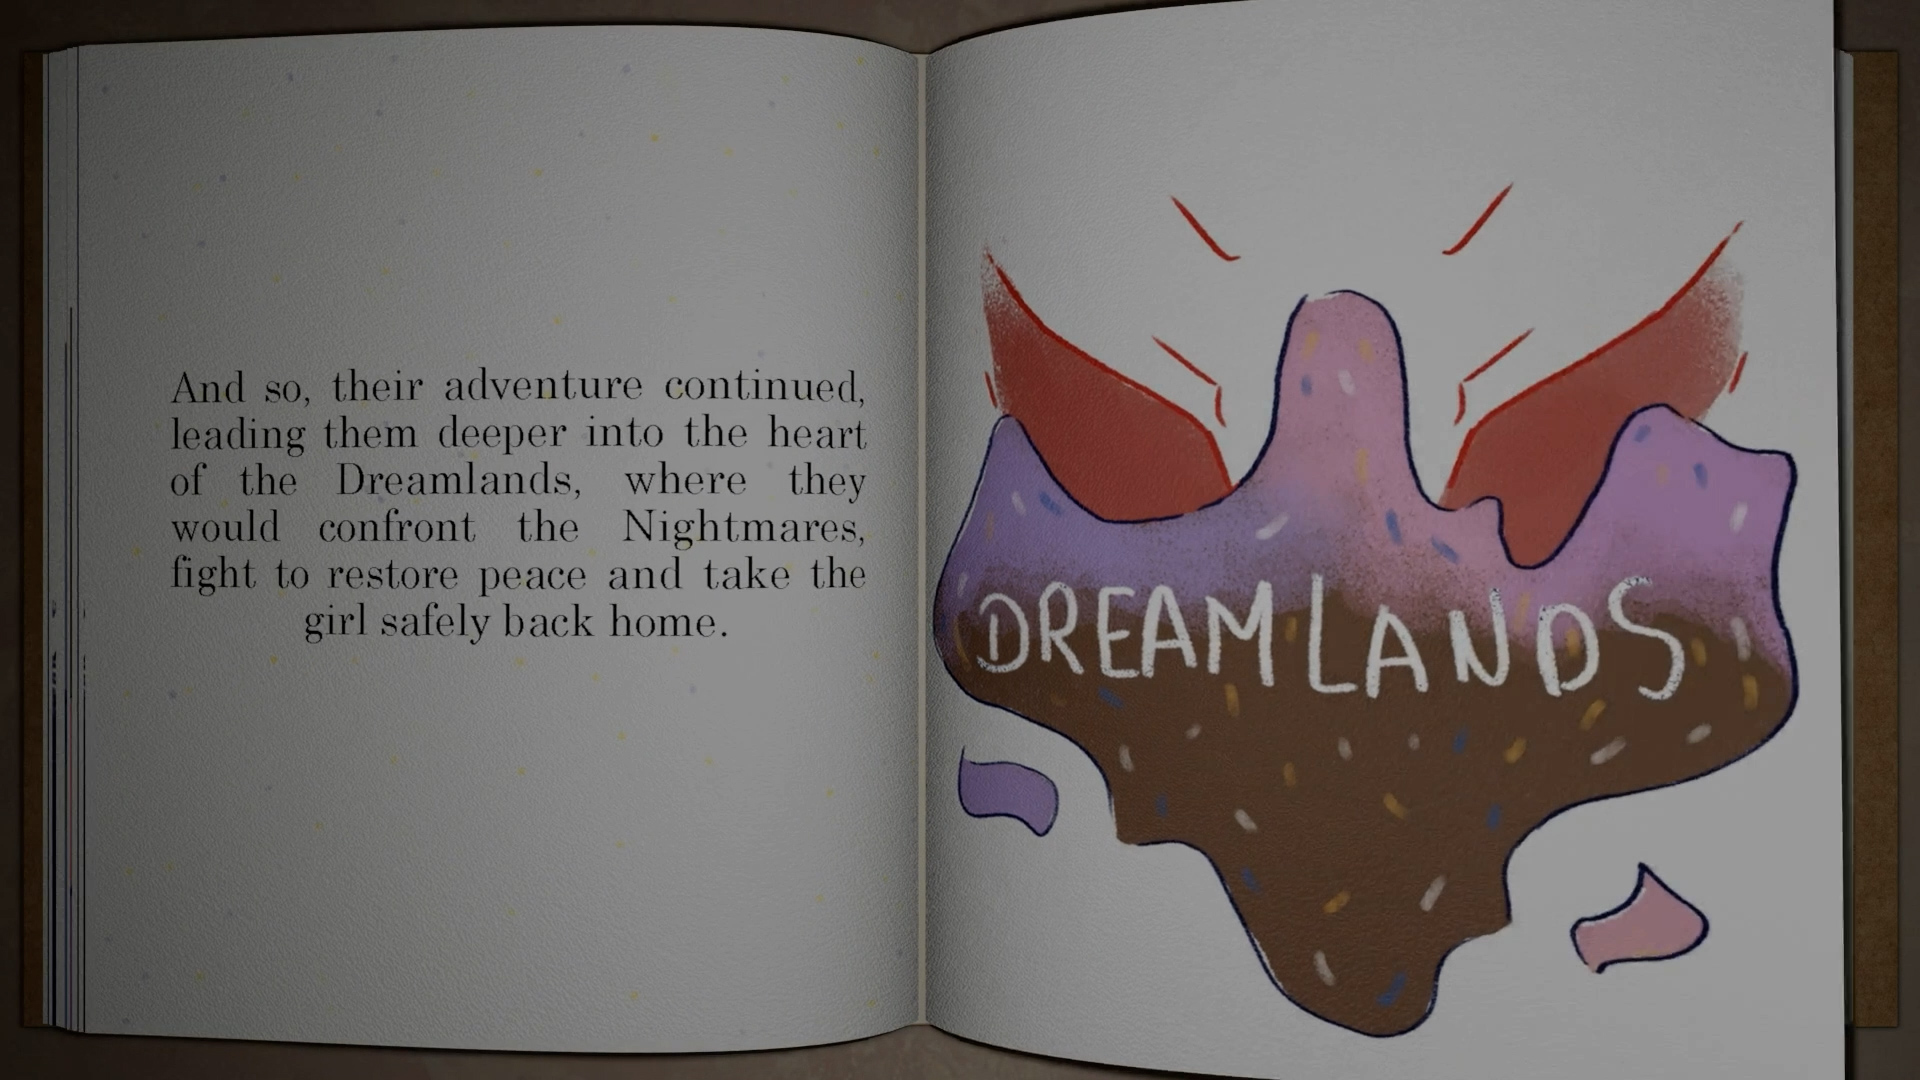 And so, their adventure continued,
leading them deeper into the heart
of the Dreamlands, where they
would confront the Nightmares,
fight to restore peace and take the
girl safely back home.
DREAMLANDS